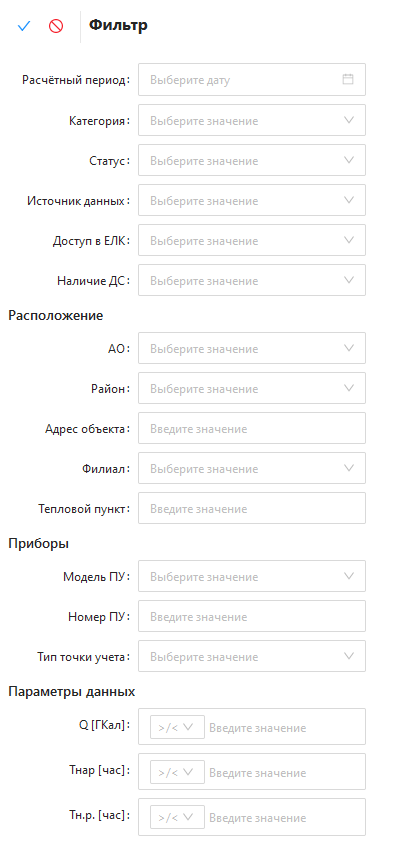 Фильтр
Расчётный период: Выберите дату
Категория: Выберите значение
Статус: Выберите значение
Источник данных: Выберите значение
Доступ в ЕЛК: Выберите значение
Наличие ДС: Выберите значение
Расположение
АО: Выберите значение
Район: Выберите значение
Адрес объекта: Введите значение
Филиал: Выберите значение
Тепловой пункт: Введите значение
Приборы
Модель ПУ: Выберите значение
Номер ПУ: Введите значение
Тип точки учета: Выберите значение
Параметры данных
Q [ГКал]: >/< Введите значение
Tнар [час]: >/< Введите значение
Tн.р. [час]: >/< Введите значение